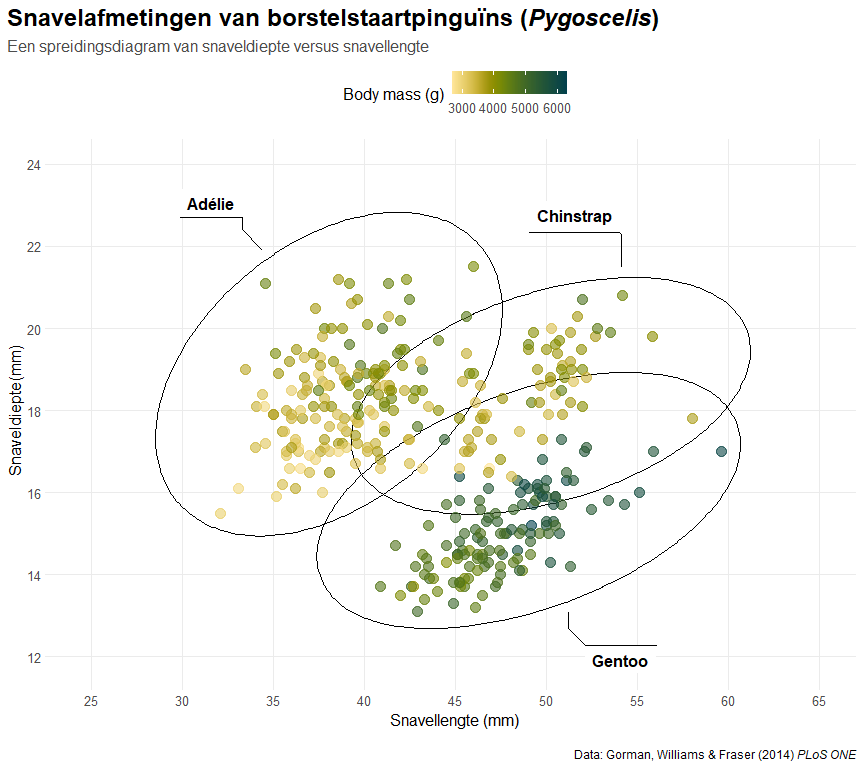 Snavelafmetingen van borstelstaartpinguïns (Pygoscelis)
Een spreidingsdiagram van snaveldiepte versus snavellengte
Body mass (g)
3000 4000 5000 6000
24
22
20
18
16
14
12
Snaveldiepte (mm)
Adélie
Chinstrap
Gentoo
25 30 35 40 45 50 55 60 65
Snavellengte (mm)
Data: Gorman, Williams & Fraser (2014) PLoS ONE